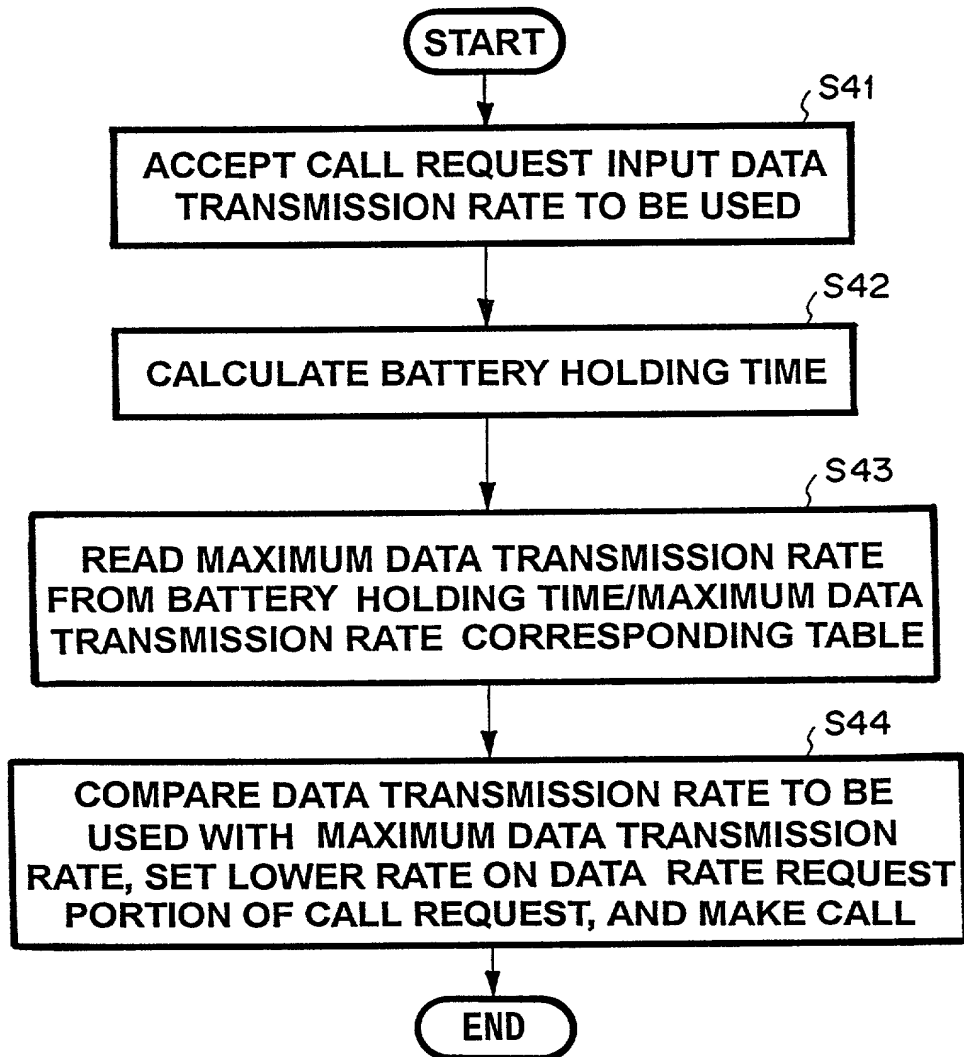 START
S41
ACCEPT CALL REQUEST INPUT DATA
TRANSMISSION RATE TO BE USED
S42
CALCULATE BATTERY HOLDING TIME
S43
READ MAXIMUM DATA TRANSMISSION RATE
FROM BATTERY HOLDING TIME/MAXIMUM DATA
TRANSMISSION RATE CORRESPONDING TABLE
S44
COMPARE DATA TRANSMISSION RATE TO BE
USED WITH MAXIMUM DATA TRANSMISSION
RATE, SET LOWER RATE ON DATA RATE REQUEST
PORTION OF CALL REQUEST, AND MAKE CALL
END